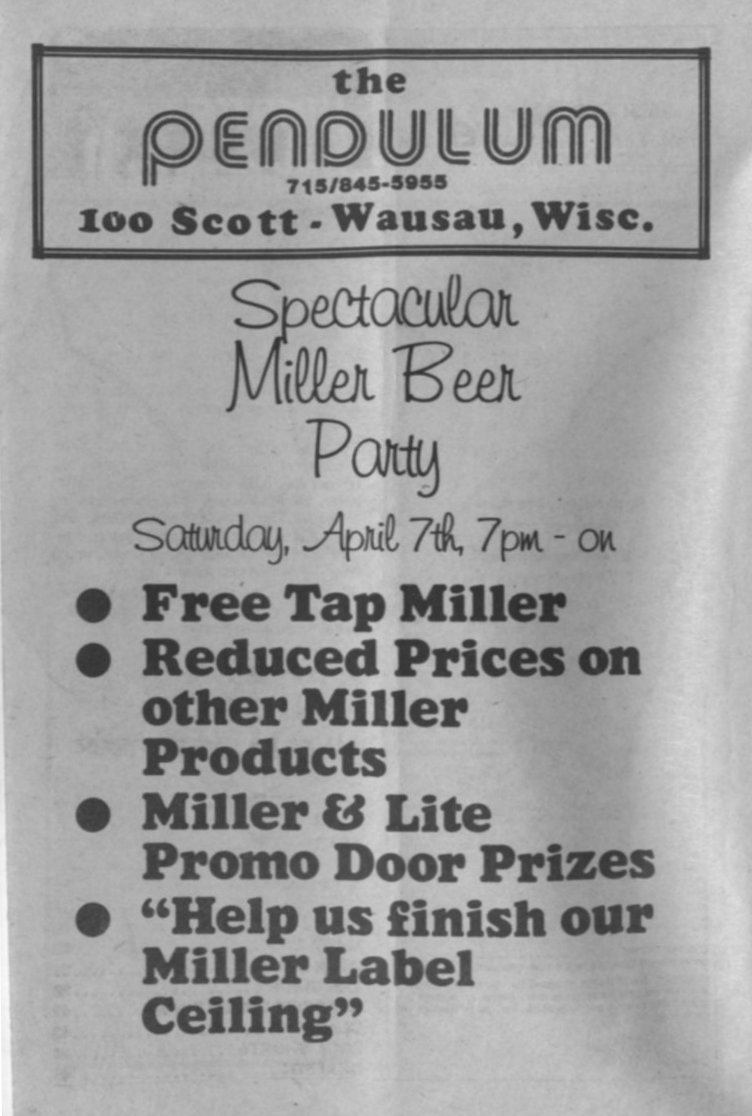 the
PENDULUM
715/845-5955
100 Scott - Wausau, Wisc.
Spectacular
Miller Beer
Party
Saturday, April 7th, 7pm - on
● Free Tap Miller
● Reduced Prices on
other Miller
Products
● Miller & Lite
Promo Door Prizes
● “Help us finish our
Miller Label
Ceiling”